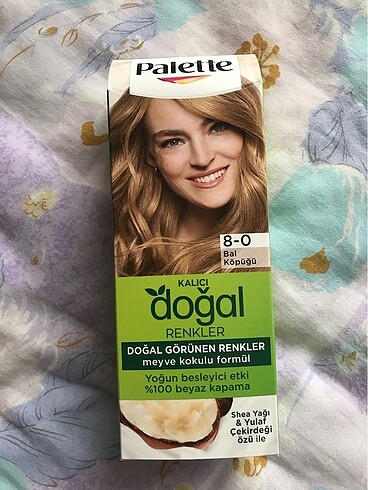 Palette
8-0
Bal
Köpüğü
KALICI
doğal
RENKLER
DOĞAL GÖRÜNEN RENKLER
meyve kokulu formül
Yoğun besleyici etki
%100 beyaz kapama
Shea Yağı
& Yulaf
Çekirdeği
özü ile